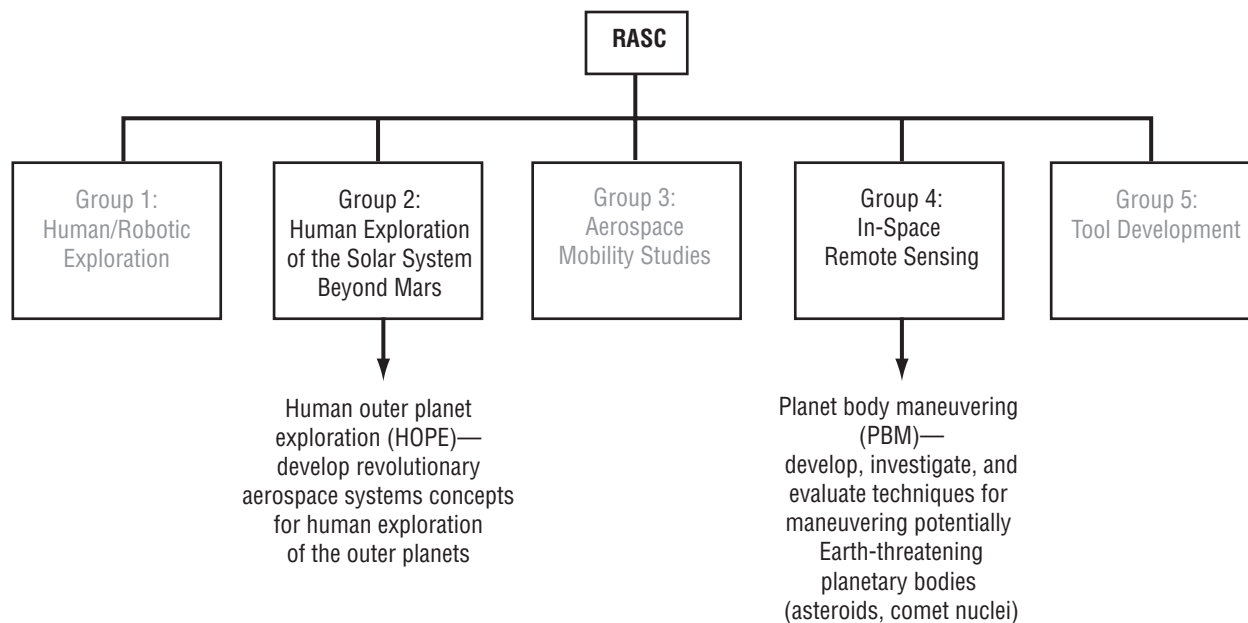 RASC
Group 1:
Human/Robotic
Exploration
Group 2:
Human Exploration
of the Solar System
Beyond Mars
Group 3:
Aerospace
Mobility Studies
Group 4:
In-Space
Remote Sensing
Group 5:
Tool Development
Human outer planet
exploration (HOPE)—
develop revolutionary
aerospace systems concepts
for human exploration
of the outer planets
Planet body maneuvering
(PBM)—
develop, investigate, and
evaluate techniques for
maneuvering potentially
Earth-threatening
planetary bodies
(asteroids, comet nuclei)